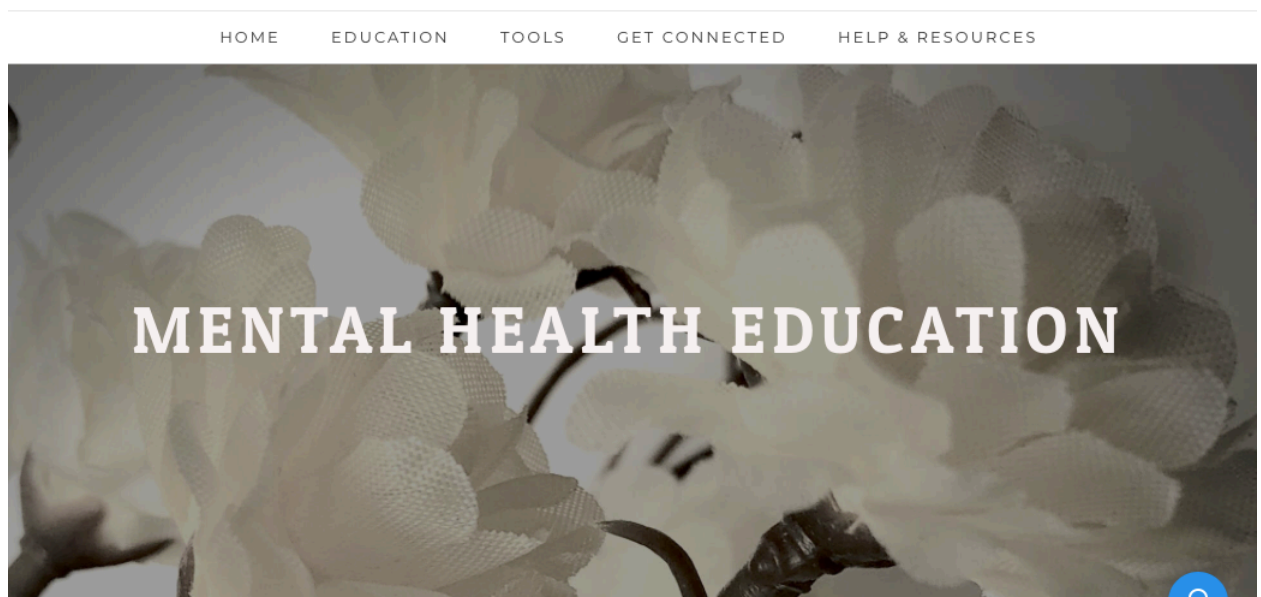 HOME EDUCATION TOOLS GET CONNECTED HELP & RESOURCES
MENTAL HEALTH EDUCATION